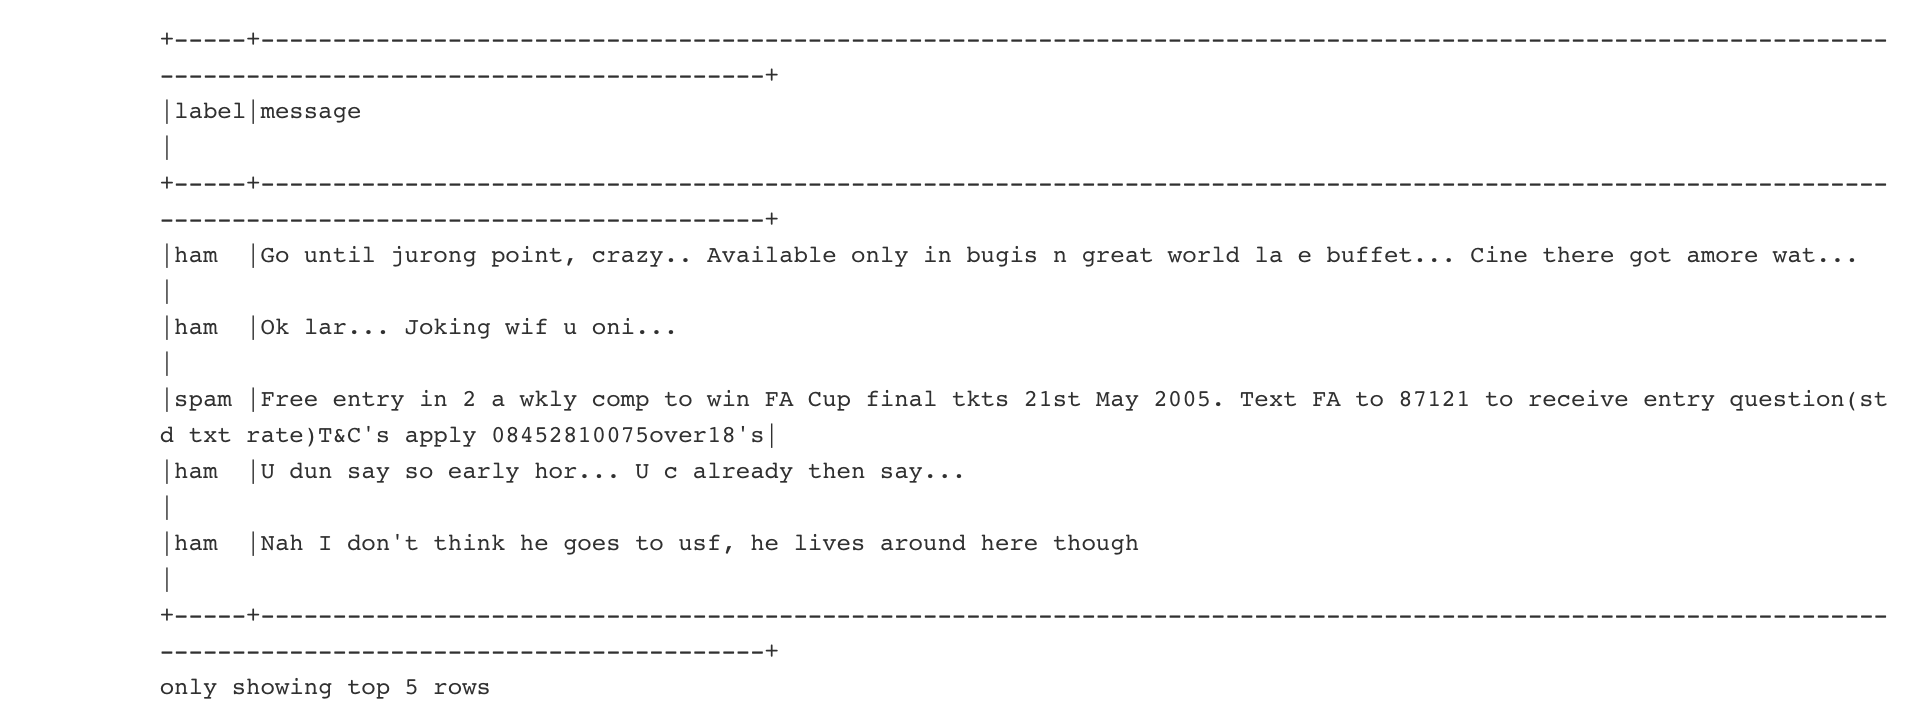 +-----+-----------------------------------------------------------------------------------------------------------------
------------------------------------------+
|label|message
|
+-----+-----------------------------------------------------------------------------------------------------------------
------------------------------------------+
|ham  |Go until jurong point, crazy.. Available only in bugis n great world la e buffet... Cine there got amore wat...
|
|ham  |Ok lar... Joking wif u oni...
|
|spam |Free entry in 2 a wkly comp to win FA Cup final tkts 21st May 2005. Text FA to 87121 to receive entry question(st
d txt rate)T&C's apply 08452810075over18's|
|ham  |U dun say so early hor... U c already then say...
|
|ham  |Nah I don't think he goes to usf, he lives around here though
|
+-----+-----------------------------------------------------------------------------------------------------------------
------------------------------------------+
only showing top 5 rows